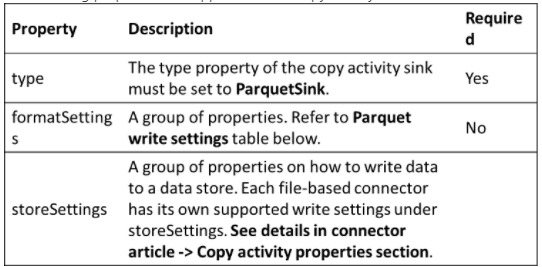 Property Description Require
d
type The type property of the copy activity sink
must be set to ParquetSink. Yes
formatSetting A group of properties. Refer to Parquet
s write settings table below. No
A group of properties on how to write data
to a data store. Each file-based connector
storeSettings has its own supported write settings under
storeSettings. See details in connector
article -> Copy activity properties section.